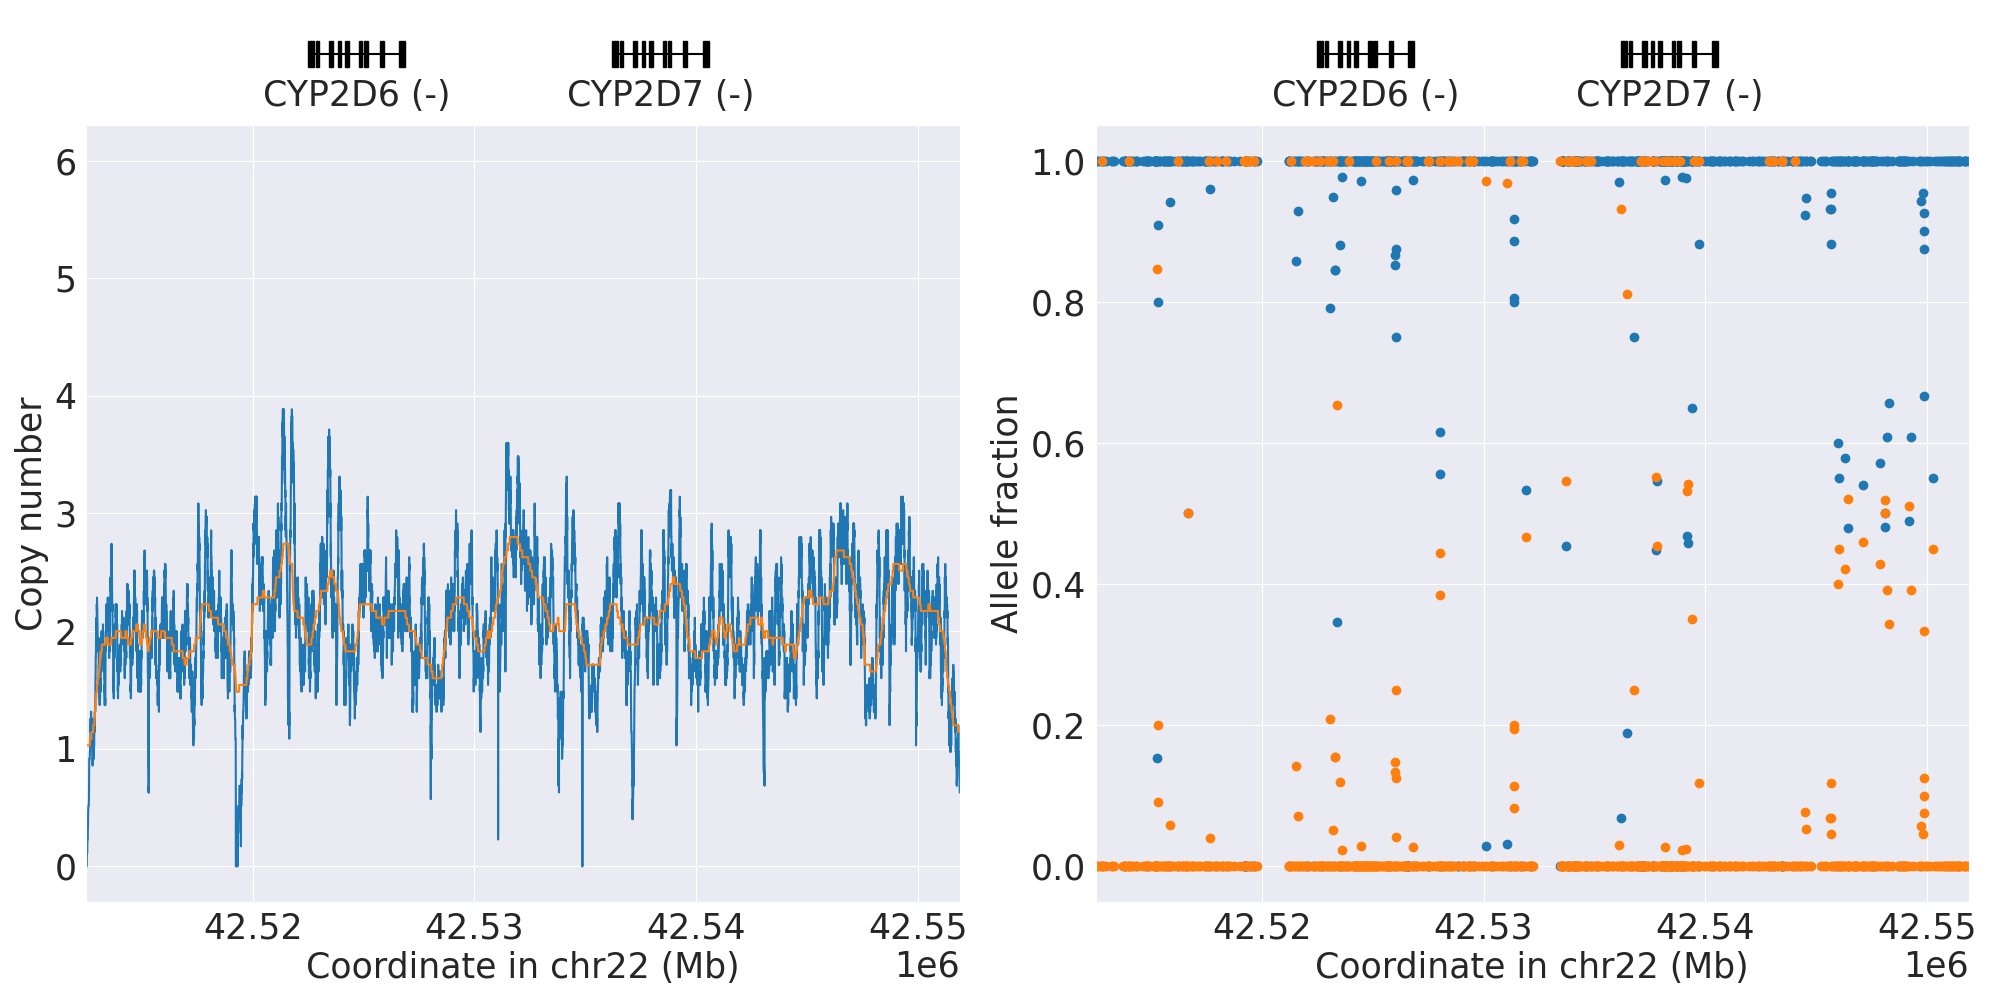 CYP2D6 (-)
CYP2D7 (-)
6
5
4
3
2
1
0
Copy number
42.52
42.53
42.54
42.55
Coordinate in chr22 (Mb)
1e6
CYP2D6 (-)
CYP2D7 (-)
1.0
0.8
0.6
0.4
0.2
0.0
Allele fraction
42.52
42.53
42.54
42.55
Coordinate in chr22 (Mb)
1e6